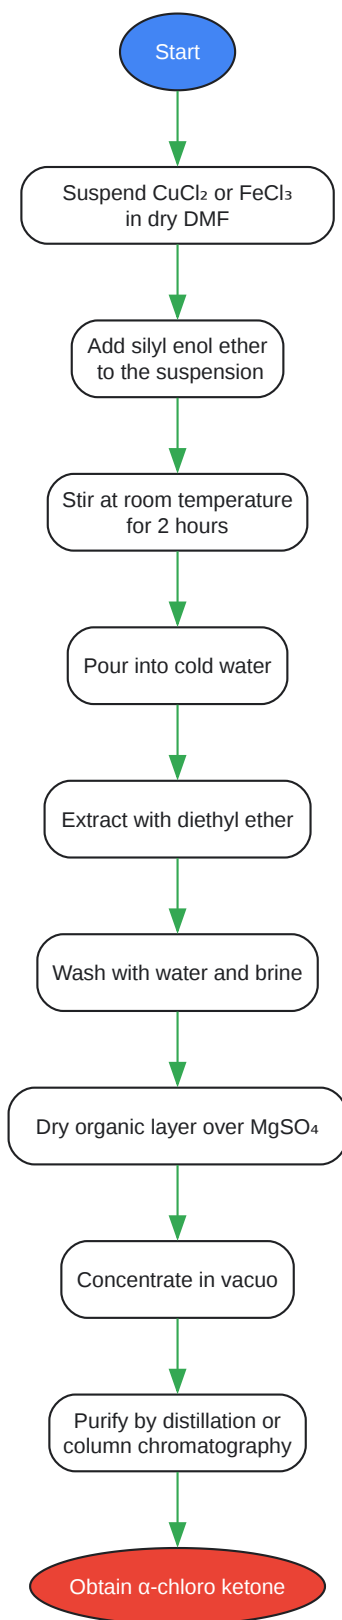 Start
Suspend CuCl₂ or FeCl₃
in dry DMF
Add silyl enol ether
to the suspension
Stir at room temperature
for 2 hours
Pour into cold water
Extract with diethyl ether
Wash with water and brine
Dry organic layer over MgSO₄
Concentrate in vacuo
Purify by distillation or
column chromatography
Obtain α-chloro ketone